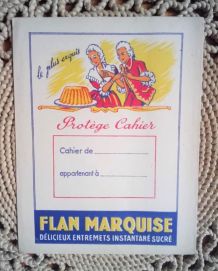 le plus exquis
Protège Cahier
Cahier de
appartenant à
FLAN MARQUISE
DÉLICIEUX ENTREMETS INSTANTANÉ SUCRÉ